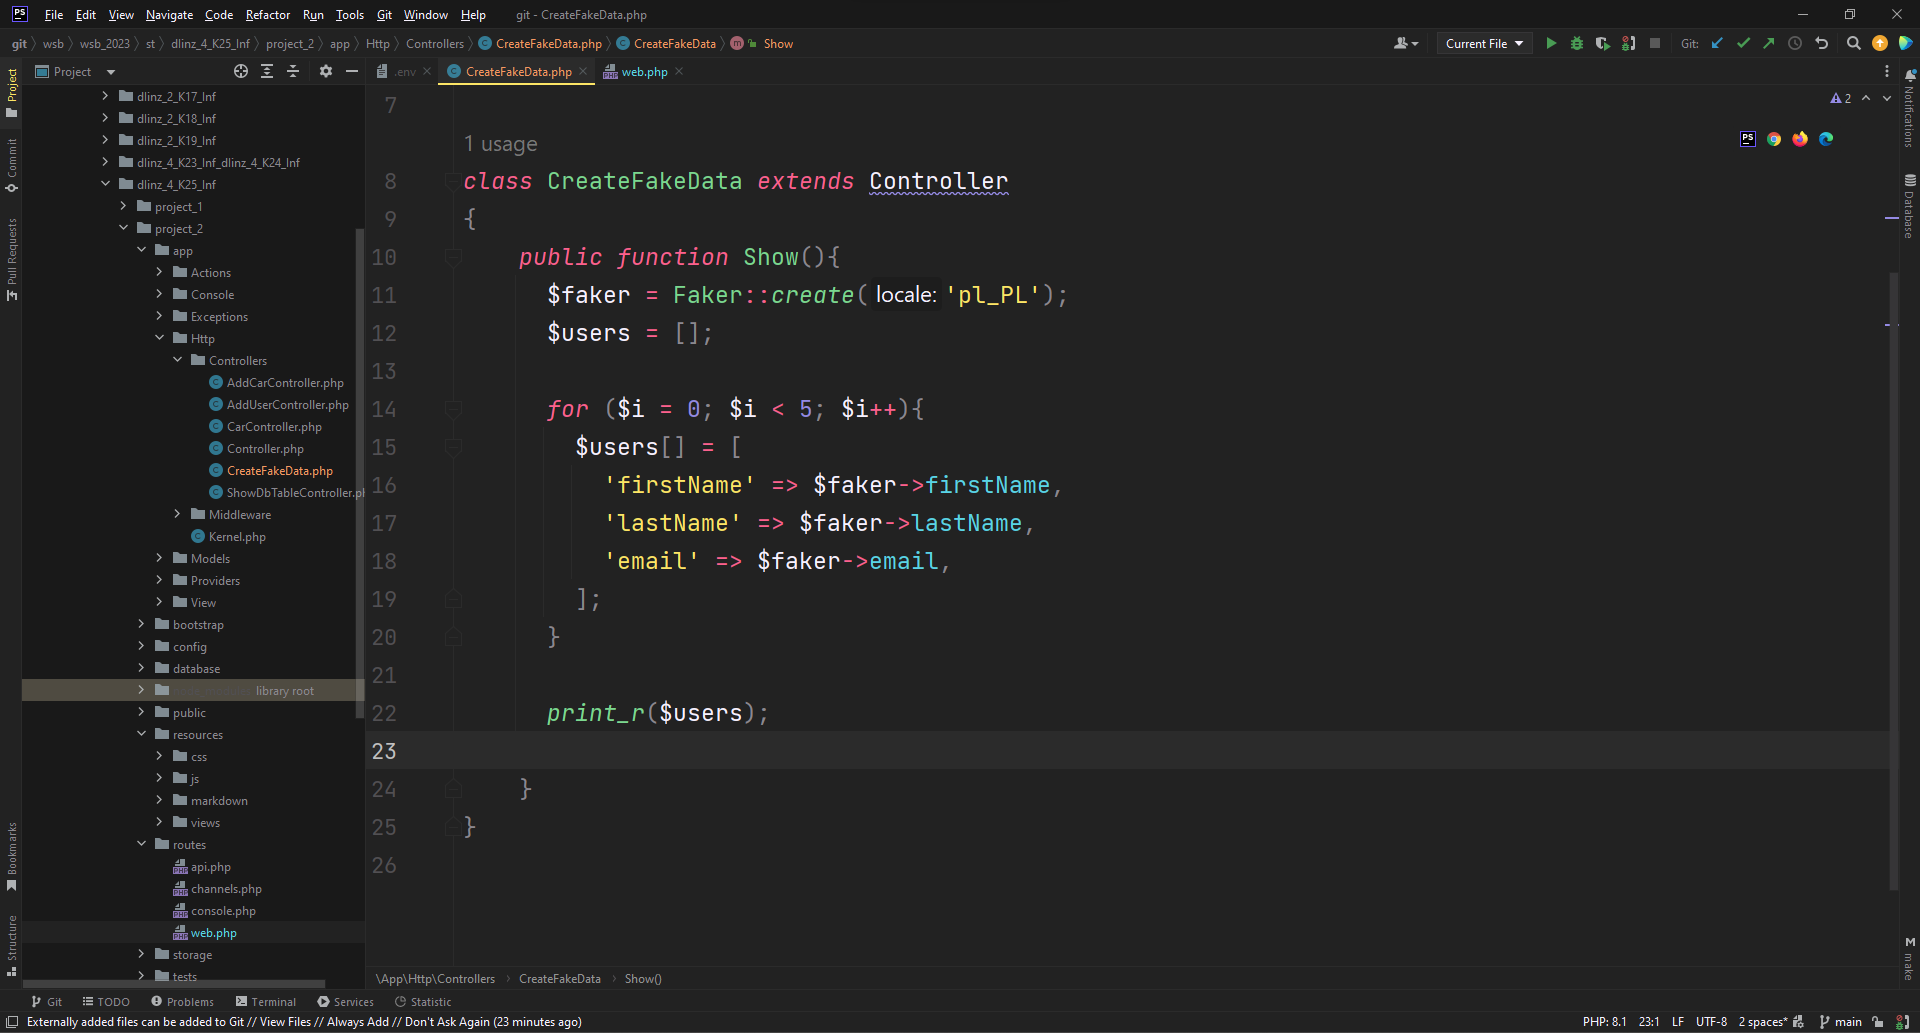 PS File Edit View Navigate Code Refactor Run Tools Git Window Help git - CreateFakeData.php
git wsb wsb_2023 st dlinz_4_K25_Inf project_2 app Http Controllers CreateFakeData.php CreateFakeData m Show Current File Git:
Project .env CreateFakeData.php web.php
Project
Commit
Pull Requests
Bookmarks
Structure
dlinz_2_K17_Inf
dlinz_2_K18_Inf
dlinz_2_K19_Inf
dlinz_4_K23_Inf_dlinz_4_K24_Inf
dlinz_4_K25_Inf
project_1
project_2
app
Actions
Console
Exceptions
Http
Controllers
AddCarController.php
AddUserController.php
CarController.php
Controller.php
CreateFakeData.php
ShowDbTableController.p
Middleware
Kernel.php
Models
Providers
View
bootstrap
config
database
library root
public
resources
css
js
markdown
views
routes
api.php
channels.php
console.php
web.php
storage
tests
7
2
1 usage
PS
8 class CreateFakeData extends Controller
9 {
10 public function Show(){
11 $faker = Faker::create( locale: 'pl_PL');
12 $users = [];
13
14 for ($i = 0; $i < 5; $i++){
15 $users[] = [
16 'firstName' => $faker->firstName,
17 'lastName' => $faker->lastName,
18 'email' => $faker->email,
19 ];
20 }
21
22 print_r($users);
23
24 }
25 }
26
\App\Http\Controllers CreateFakeData Show()
Notifications
Database
M make
Git TODO Problems Terminal Services Statistic
Externally added files can be added to Git // View Files // Always Add // Don't Ask Again (23 minutes ago) PHP: 8.1 23:1 LF UTF-8 2 spaces* main